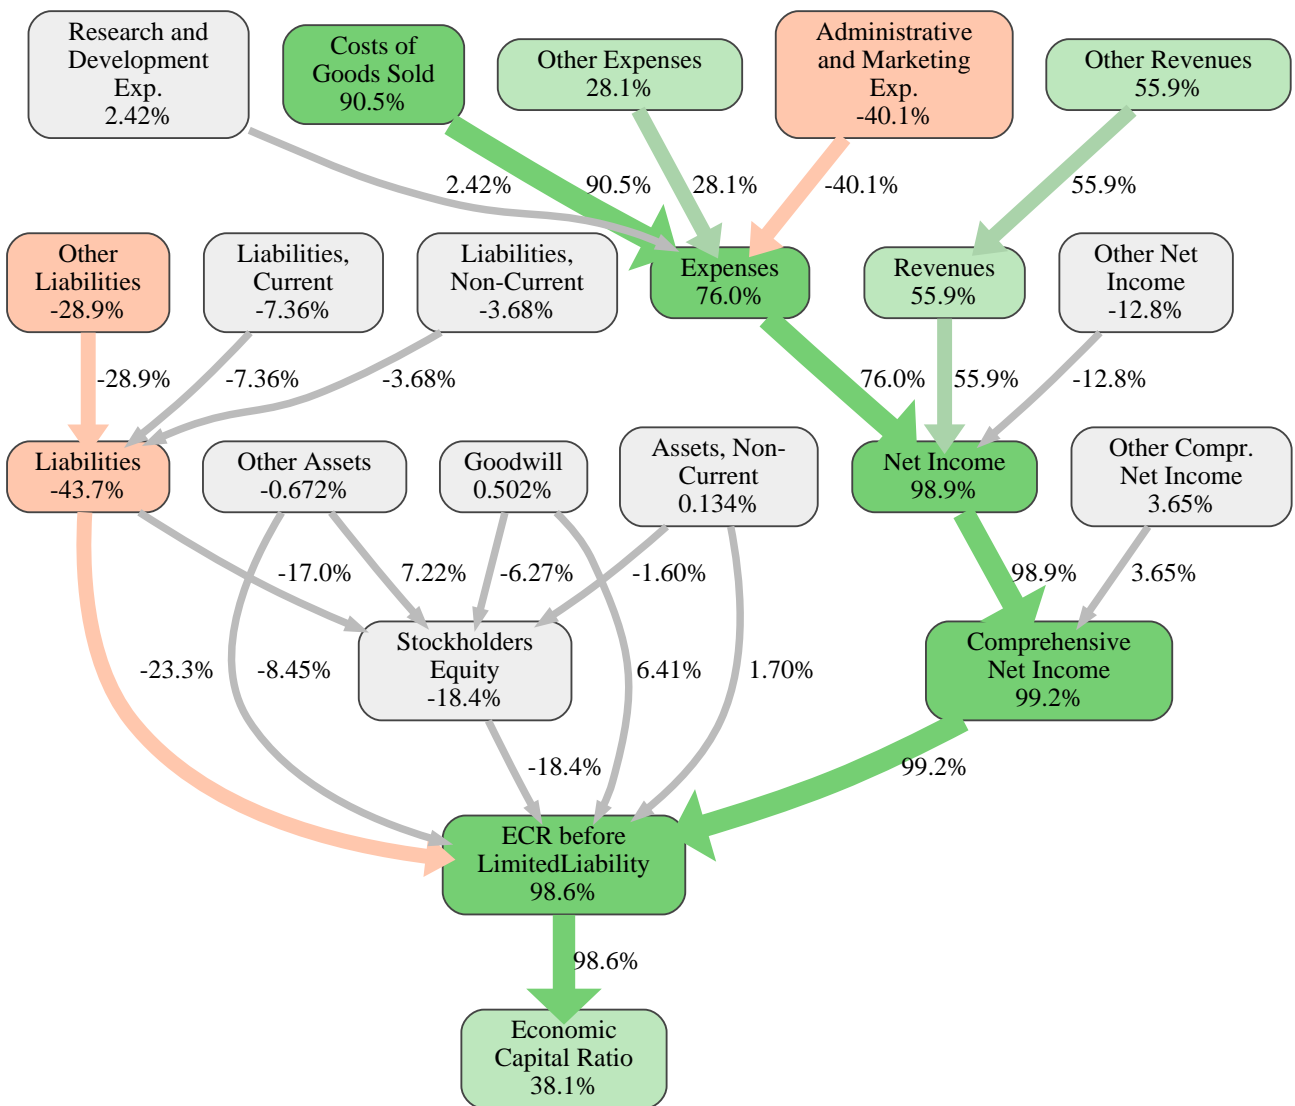 Research and
Development
Exp.
2.42%
Costs of
Goods Sold
90.5%
Other Expenses
28.1%
Administrative
and Marketing
Exp.
-40.1%
Other Revenues
55.9%
2.42%
90.5%
28.1%
-40.1%
55.9%
Other
Liabilities
-28.9%
Liabilities,
Current
-7.36%
Liabilities,
Non-Current
-3.68%
Expenses
76.0%
Revenues
55.9%
Other Net
Income
-12.8%
-28.9%
-7.36%
-3.68%
76.0%
55.9%
-12.8%
Liabilities
-43.7%
Other Assets
-0.672%
Goodwill
0.502%
Assets, Non-
Current
0.134%
Net Income
98.9%
Other Compr.
Net Income
3.65%
-17.0%
7.22%
-6.27%
-1.60%
98.9%
3.65%
-23.3%
-8.45%
Stockholders
Equity
-18.4%
6.41%
1.70%
Comprehensive
Net Income
99.2%
-18.4%
99.2%
ECR before
LimitedLiability
98.6%
98.6%
Economic
Capital Ratio
38.1%